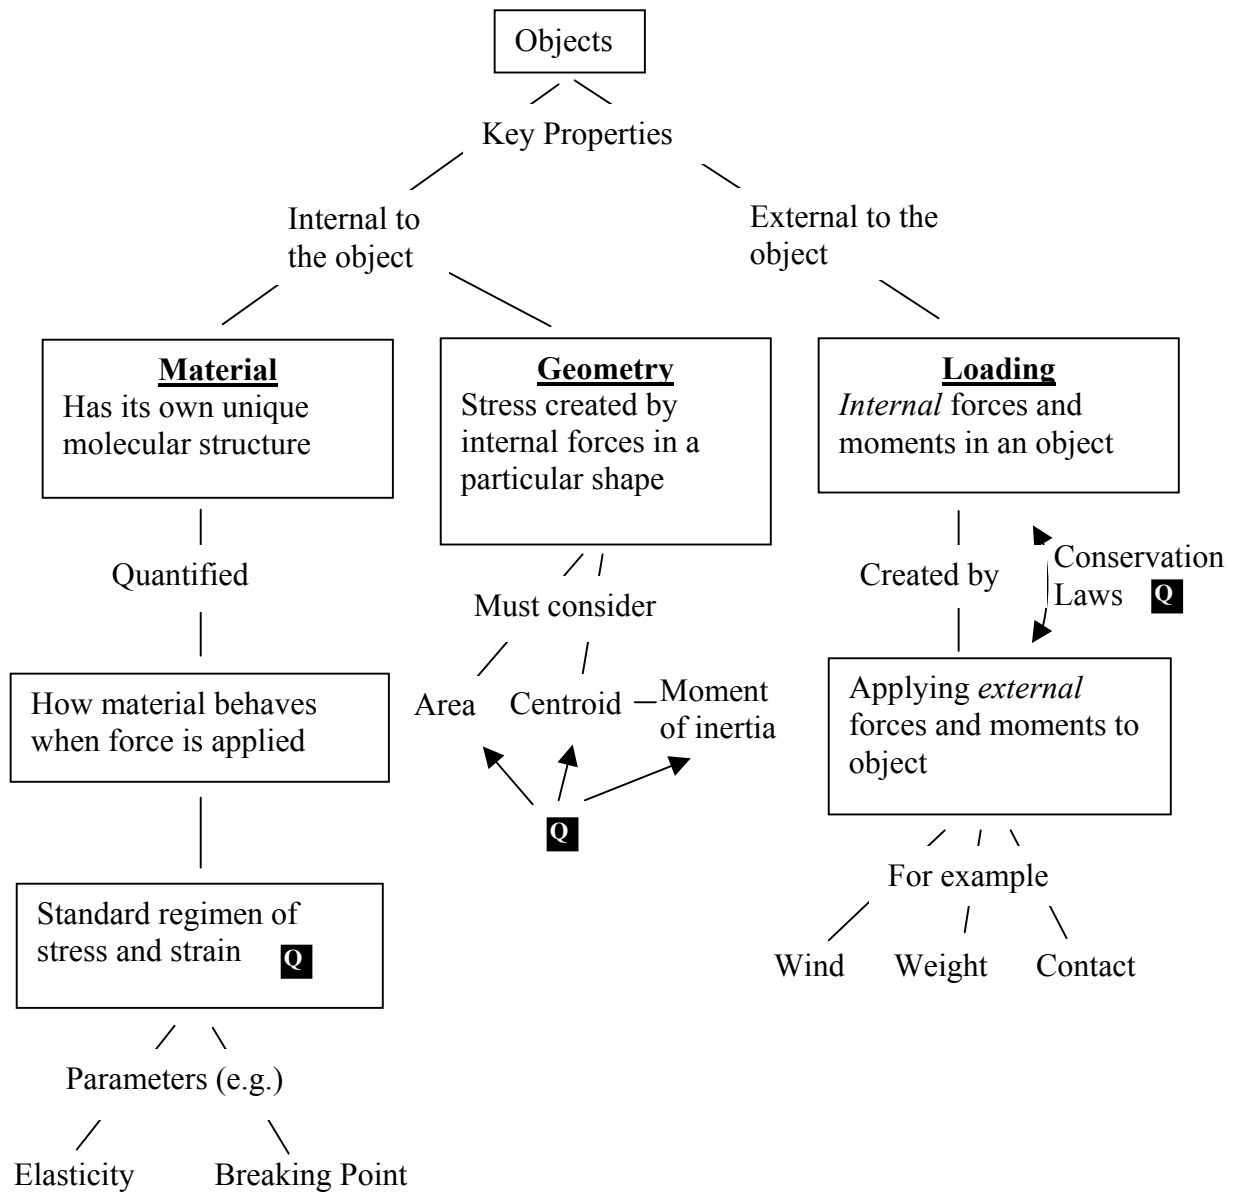 Objects
Key Properties
Internal to
the object
External to the
object
Material
Has its own unique
molecular structure
Geometry
Stress created by
internal forces in a
particular shape
Loading
Internal forces and
moments in an object
Quantified
Must consider
Created by
Conservation
Laws Q
How material behaves
when force is applied
Area
Centroid
Moment
of inertia
Q
Applying external
forces and moments to
object
For example
Wind
Weight
Contact
Standard regimen of
stress and strain Q
Parameters (e.g.)
Elasticity
Breaking Point